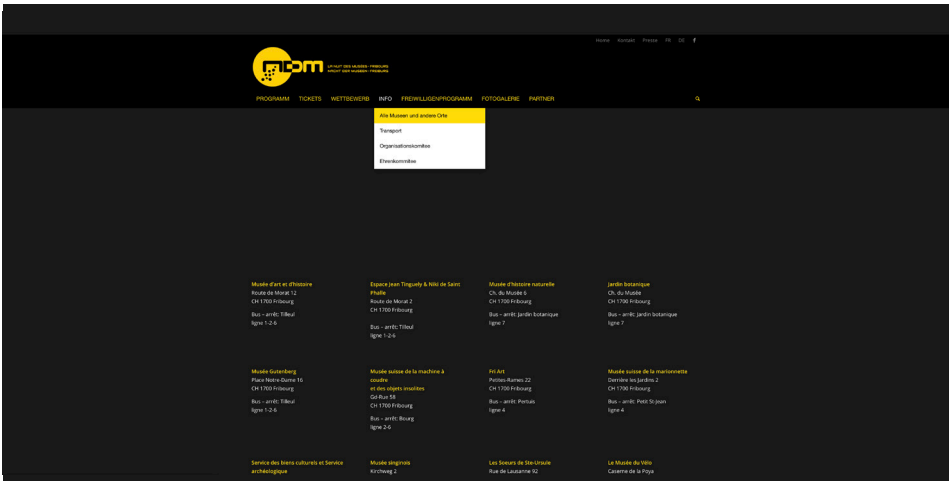 Home Kontakt Presse FR DE f
nDm LA NUIT DES MUSÉES - FRIBOURG
NACHT DER MUSEEN - FREIBURG
PROGRAMM TICKETS WETTBEWERB INFO FREIWILLIGENPROGRAMM FOTOGALERIE PARTNER
Alle Museen und andere Orte
Transport
Organisationskomitee
Ehrenkommitee
Musée d'art et d'histoire
Route de Morat 12
CH 1700 Fribourg
Bus – arrêt: Tilleul
ligne 1-2-6
Espace Jean Tinguely & Niki de Saint
Phalle
Route de Morat 2
CH 1700 Fribourg
Bus – arrêt: Tilleul
ligne 1-2-6
Musée d'histoire naturelle
Ch. du Musée 6
CH 1700 Fribourg
Bus – arrêt: Jardin botanique
ligne 7
Jardin botanique
Ch. du Musée
CH 1700 Fribourg
Bus – arrêt: Jardin botanique
ligne 7
Musée Gutenberg
Place Notre-Dame 16
CH 1700 Fribourg
Bus – arrêt: Tilleul
ligne 1-2-6
Musée suisse de la machine à
coudre
et des objets insolites
Gd-Rue 58
CH 1700 Fribourg
Bus – arrêt: Bourg
ligne 2-6
Fri Art
Petites-Rames 22
CH 1700 Fribourg
Bus – arrêt: Pertuis
ligne 4
Musée suisse de la marionnette
Derrière les Jardins 2
CH 1700 Fribourg
Bus – arrêt: Petit St-Jean
ligne 4
Service des biens culturels et Service
archéologique
Musée singinois
Kirchweg 2
Les Soeurs de Ste-Ursule
Rue de Lausanne 92
Le Musée du Vélo
Caserne de la Poya